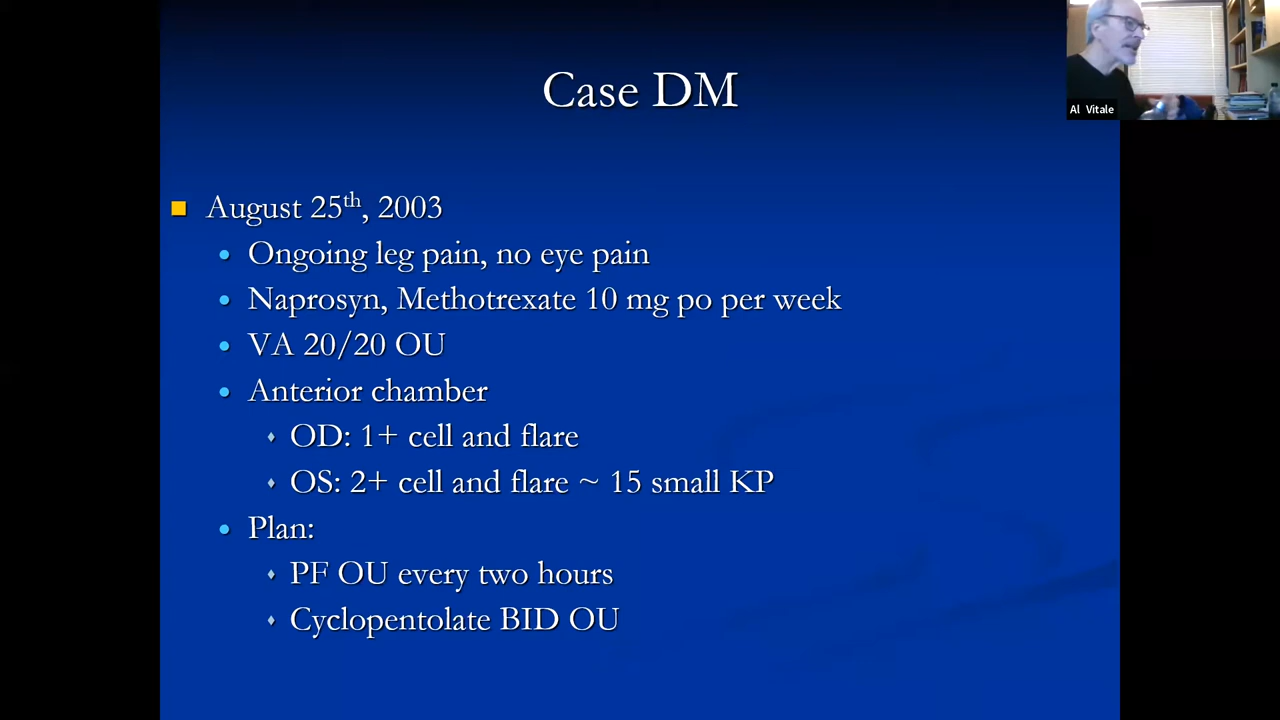 Case DM
Al Vitale
August 25th, 2003
Ongoing leg pain, no eye pain
Naprosyn, Methotrexate 10 mg po per week
VA 20/20 OU
Anterior chamber
OD: 1+ cell and flare
OS: 2+ cell and flare ~ 15 small KP
Plan:
PF OU every two hours
Cyclopentolate BID OU